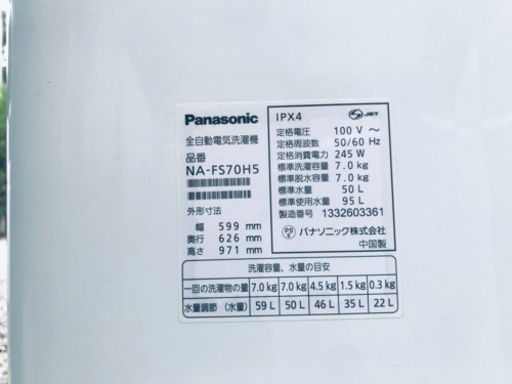 Panasonic
全自動電気洗濯機
品番
NA-FS70H5
外形寸法
幅 599 mm
奥行 626 mm
高さ 971 mm
IPX4 JET
定格電圧 100 V ～
定格周波数 50/60 Hz
定格消費電力 245 W
標準洗濯容量 7.0 kg
標準脱水容量 7.0 kg
標準水量 50 L
標準使用水量 95 L
製造番号 1332603361
PSE パナソニック株式会社
中国製
洗濯容量、水量の目安
一回の洗濯物の量 7.0 kg 7.0 kg 4.5 kg 1.5 kg 0.3 kg
水量調節（水量） 59 L 50 L 46 L 35 L 22 L